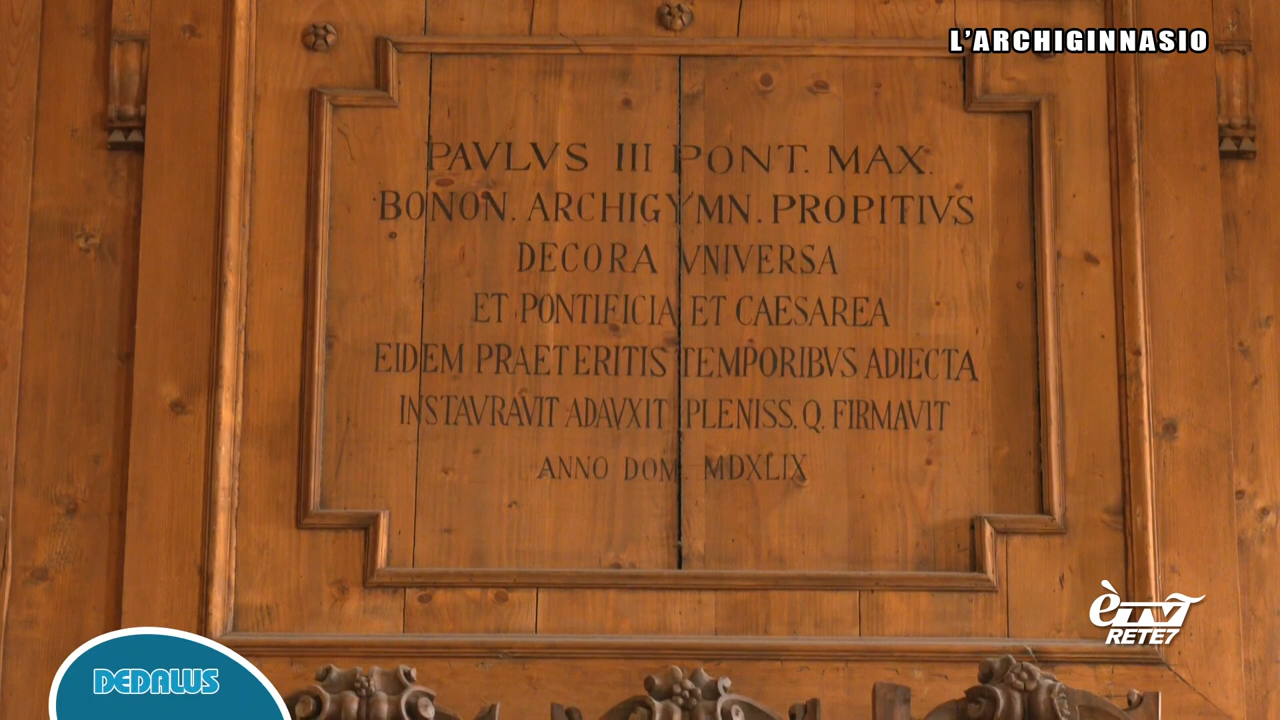 L'ARCHIGINNASIO
PAVLVS III PONT. MAX.
BONON. ARCHIGYMN. PROPITIVS
DECORA VNIVERSA
ET PONTIFICIA ET CAESAREA
EIDEM PRAETERITIS TEMPORIBVS ADIECTA
INSTAVRAVIT ADAVXIT PLENISS. Q. FIRMAVIT
ANNO DOM. MDXLIX
èTV
RETE7
DEDALUS